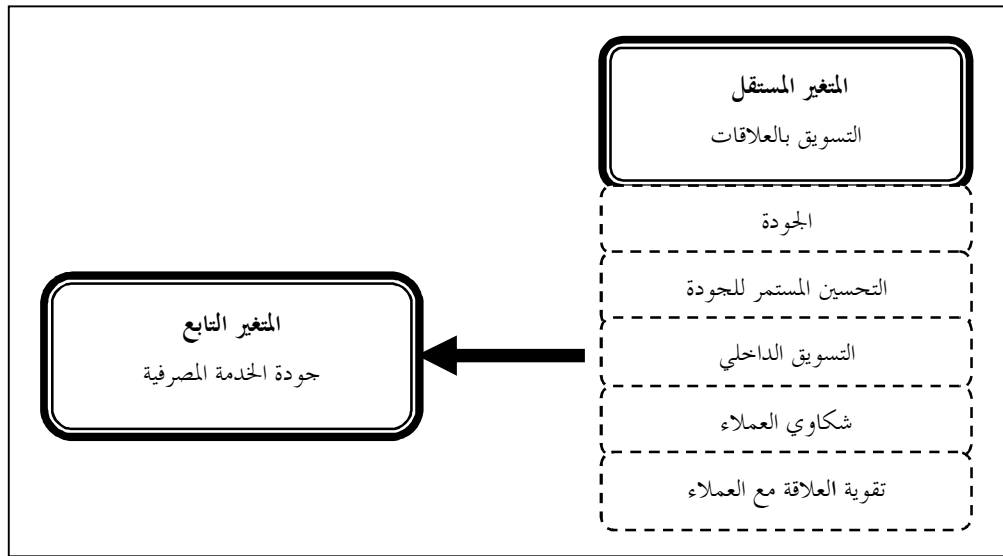 المتغير المستقل
التسويق بالعلاقات
الجودة
التحسين المستمر للجودة
التسويق الداخلي
شكاوي العملاء
تقوية العلاقة مع العملاء
المتغير التابع
جودة الخدمة المصرفية